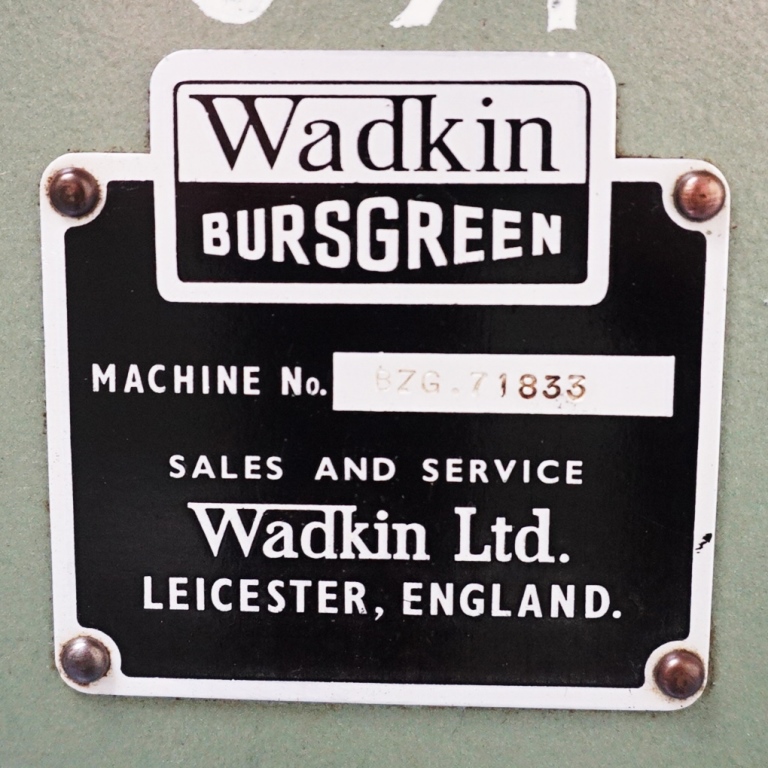 Wadkin
BURSGREEN
MACHINE No. BZG.71833
SALES AND SERVICE
Wadkin Ltd.
LEICESTER, ENGLAND.